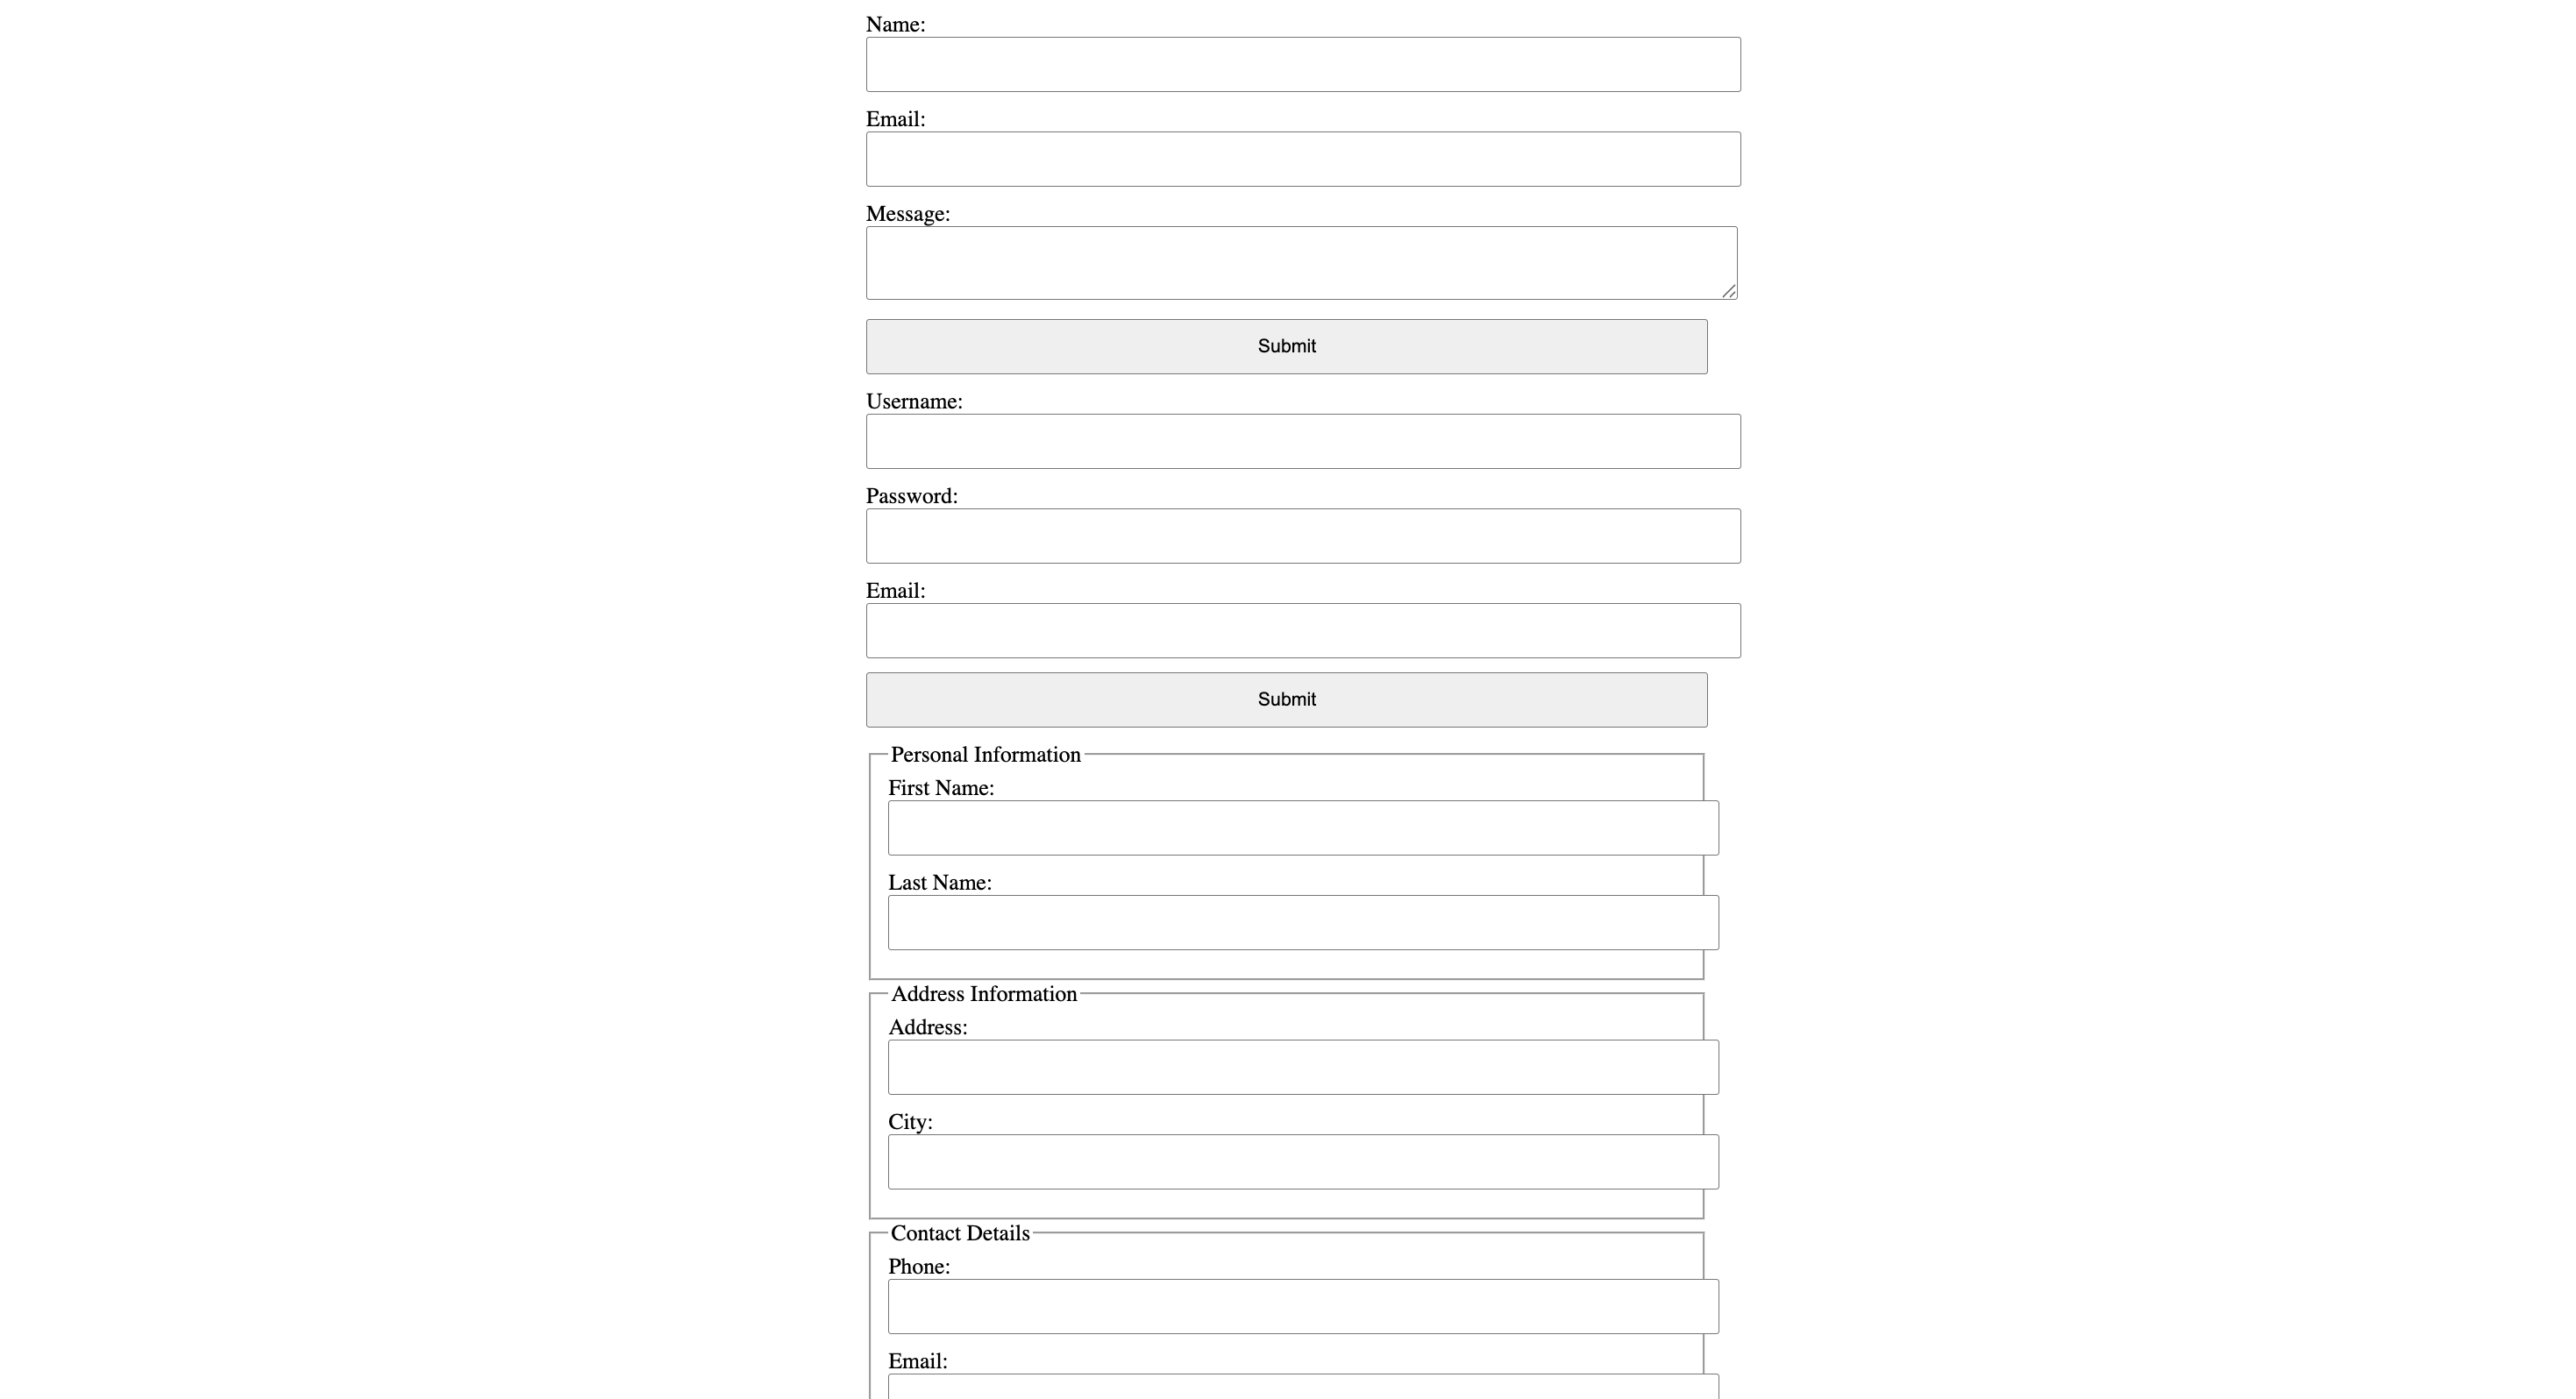 Name:
Email:
Message:
Submit
Username:
Password:
Email:
Submit
Personal Information
First Name:
Last Name:
Address Information
Address:
City:
Contact Details
Phone:
Email: